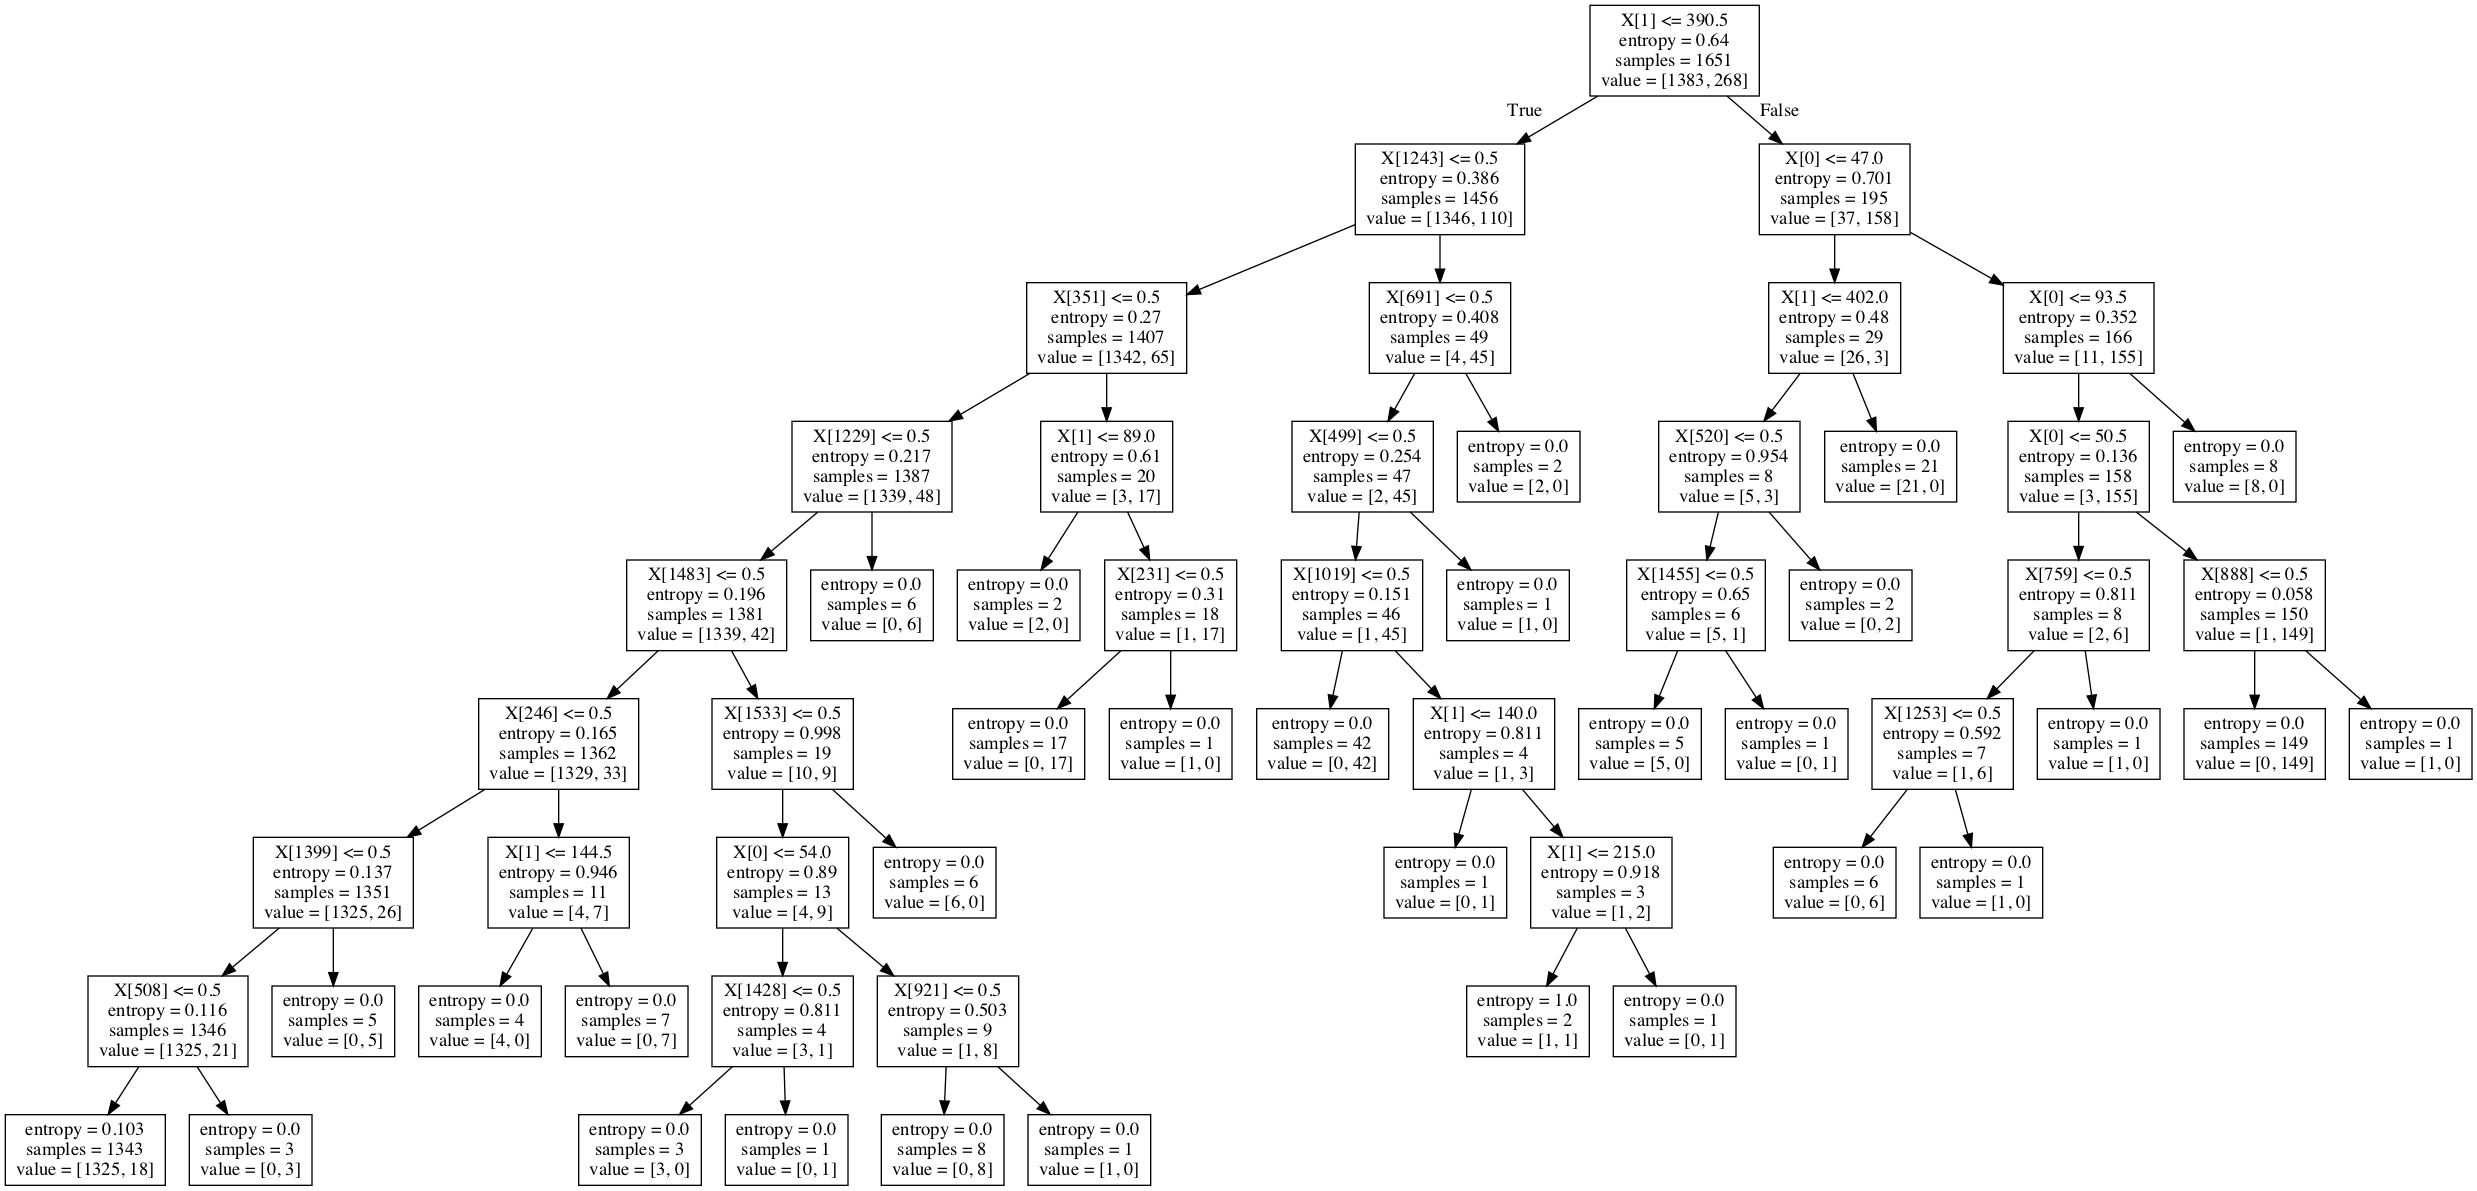 X[1] <= 390.5
entropy = 0.64
samples = 1651
value = [1383, 268]
True
False
X[1243] <= 0.5
entropy = 0.386
samples = 1456
value = [1346, 110]
X[0] <= 47.0
entropy = 0.701
samples = 195
value = [37, 158]
X[351] <= 0.5
entropy = 0.27
samples = 1407
value = [1342, 65]
X[691] <= 0.5
entropy = 0.408
samples = 49
value = [4, 45]
X[1] <= 402.0
entropy = 0.48
samples = 29
value = [26, 3]
X[0] <= 93.5
entropy = 0.352
samples = 166
value = [11, 155]
X[1229] <= 0.5
entropy = 0.217
samples = 1387
value = [1339, 48]
X[1] <= 89.0
entropy = 0.61
samples = 20
value = [3, 17]
X[499] <= 0.5
entropy = 0.254
samples = 47
value = [2, 45]
entropy = 0.0
samples = 2
value = [2, 0]
X[520] <= 0.5
entropy = 0.954
samples = 8
value = [5, 3]
entropy = 0.0
samples = 21
value = [21, 0]
X[0] <= 50.5
entropy = 0.136
samples = 158
value = [3, 155]
entropy = 0.0
samples = 8
value = [8, 0]
X[1483] <= 0.5
entropy = 0.196
samples = 1381
value = [1339, 42]
entropy = 0.0
samples = 6
value = [0, 6]
entropy = 0.0
samples = 2
value = [2, 0]
X[231] <= 0.5
entropy = 0.31
samples = 18
value = [1, 17]
X[1019] <= 0.5
entropy = 0.151
samples = 46
value = [1, 45]
entropy = 0.0
samples = 1
value = [1, 0]
X[1455] <= 0.5
entropy = 0.65
samples = 6
value = [5, 1]
entropy = 0.0
samples = 2
value = [0, 2]
X[759] <= 0.5
entropy = 0.811
samples = 8
value = [2, 6]
X[888] <= 0.5
entropy = 0.058
samples = 150
value = [1, 149]
X[246] <= 0.5
entropy = 0.165
samples = 1362
value = [1329, 33]
X[1533] <= 0.5
entropy = 0.998
samples = 19
value = [10, 9]
entropy = 0.0
samples = 17
value = [0, 17]
entropy = 0.0
samples = 1
value = [1, 0]
entropy = 0.0
samples = 42
value = [0, 42]
X[1] <= 140.0
entropy = 0.811
samples = 4
value = [1, 3]
entropy = 0.0
samples = 5
value = [5, 0]
entropy = 0.0
samples = 1
value = [0, 1]
X[1253] <= 0.5
entropy = 0.592
samples = 7
value = [1, 6]
entropy = 0.0
samples = 1
value = [1, 0]
entropy = 0.0
samples = 149
value = [0, 149]
entropy = 0.0
samples = 1
value = [1, 0]
X[1399] <= 0.5
entropy = 0.137
samples = 1351
value = [1325, 26]
X[1] <= 144.5
entropy = 0.946
samples = 11
value = [4, 7]
X[0] <= 54.0
entropy = 0.89
samples = 13
value = [4, 9]
entropy = 0.0
samples = 6
value = [6, 0]
entropy = 0.0
samples = 1
value = [0, 1]
X[1] <= 215.0
entropy = 0.918
samples = 3
value = [1, 2]
entropy = 0.0
samples = 6
value = [0, 6]
entropy = 0.0
samples = 1
value = [1, 0]
X[508] <= 0.5
entropy = 0.116
samples = 1346
value = [1325, 21]
entropy = 0.0
samples = 5
value = [0, 5]
entropy = 0.0
samples = 4
value = [4, 0]
entropy = 0.0
samples = 7
value = [0, 7]
X[1428] <= 0.5
entropy = 0.811
samples = 4
value = [3, 1]
X[921] <= 0.5
entropy = 0.503
samples = 9
value = [1, 8]
entropy = 1.0
samples = 2
value = [1, 1]
entropy = 0.0
samples = 1
value = [0, 1]
entropy = 0.103
samples = 1343
value = [1325, 18]
entropy = 0.0
samples = 3
value = [0, 3]
entropy = 0.0
samples = 3
value = [3, 0]
entropy = 0.0
samples = 1
value = [0, 1]
entropy = 0.0
samples = 8
value = [0, 8]
entropy = 0.0
samples = 1
value = [1, 0]